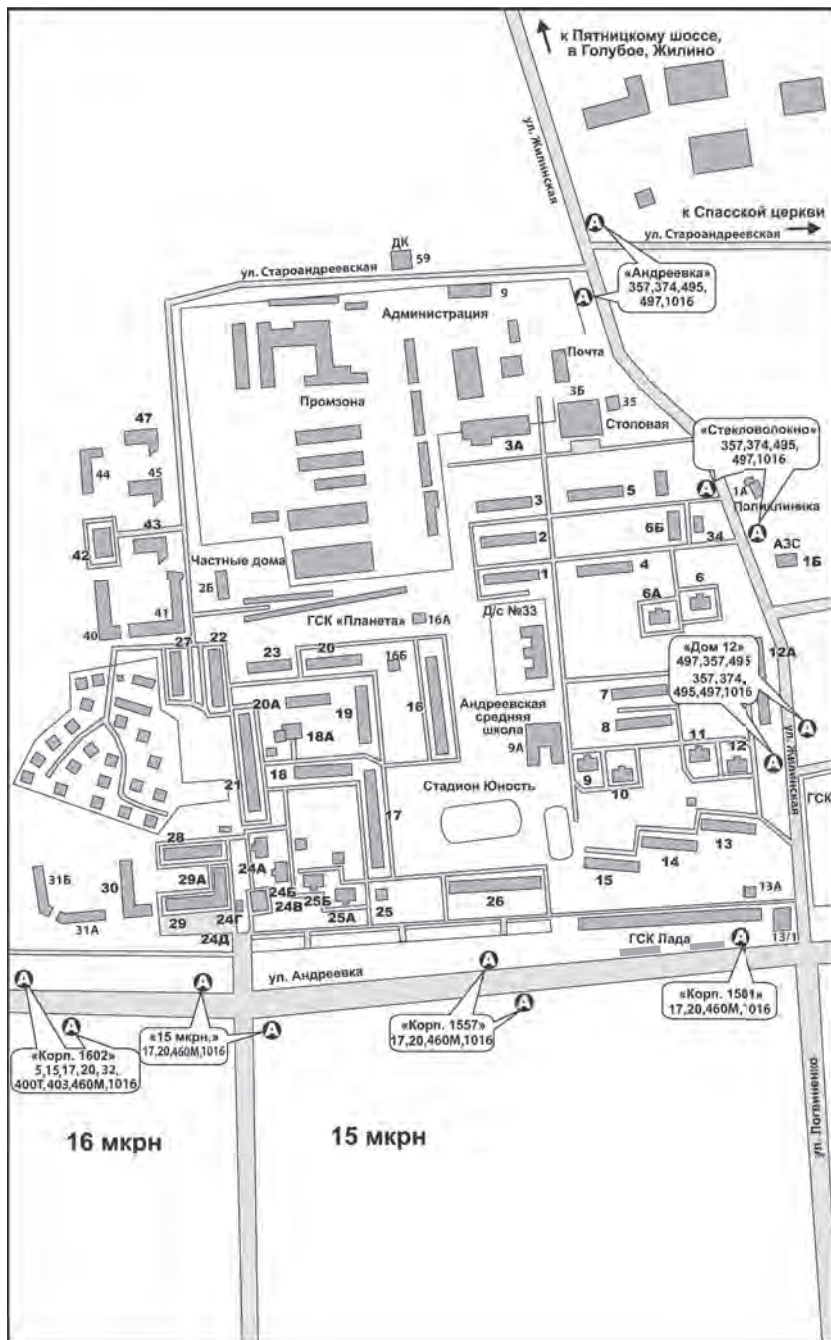 к Пятницкому шоссе,
в Голубое, Жилино
ул. Жилинская
к Спасской церкви
ул. Староандреевская
ДК
59
ул. Староандреевская
«Андреевка»
357,374,495,
497,1016
9
Администрация
Почта
3Б
35
Промзона
Столовая
3А
«Стекловолокно»
357,374,495,
497,1016
47
44
45
1А
Поликлиника
3
5
43
2
6Б
34
42
АЗС
1Б
Частные дома
2Б
1
4
6А
6
41
40
ГСК «Планета»
16А
Д/с №33
27
22
23
20
16Б
«Дом 12»
497,357,495
357,374,
495,497,1016
12А
20А
19
16
7
Андреевская
средняя
школа
9А
8
18А
11
12
ул. Жилинская
18
9
10
21
Стадион Юность
17
ГСК
28
13
14
15
31Б
30
29А
24А
24Б
24В
25Б
25А
25
26
13А
29
24Г
24Д
31А
ГСК Лада
13/1
ул. Андреевка
«Корп. 1602»
5,15,17, 20, 32,
400Т,403,460М,1016
«15 мкрн.»
17,20,460М,1016
«Корп. 1557»
17,20,460М,1016
«Корп. 1501»
17,20,460М,1016
16 мкрн
15 мкрн
ул. Логвиненко
А
А
А
А
А
А
А
А
А
А
А
А
А